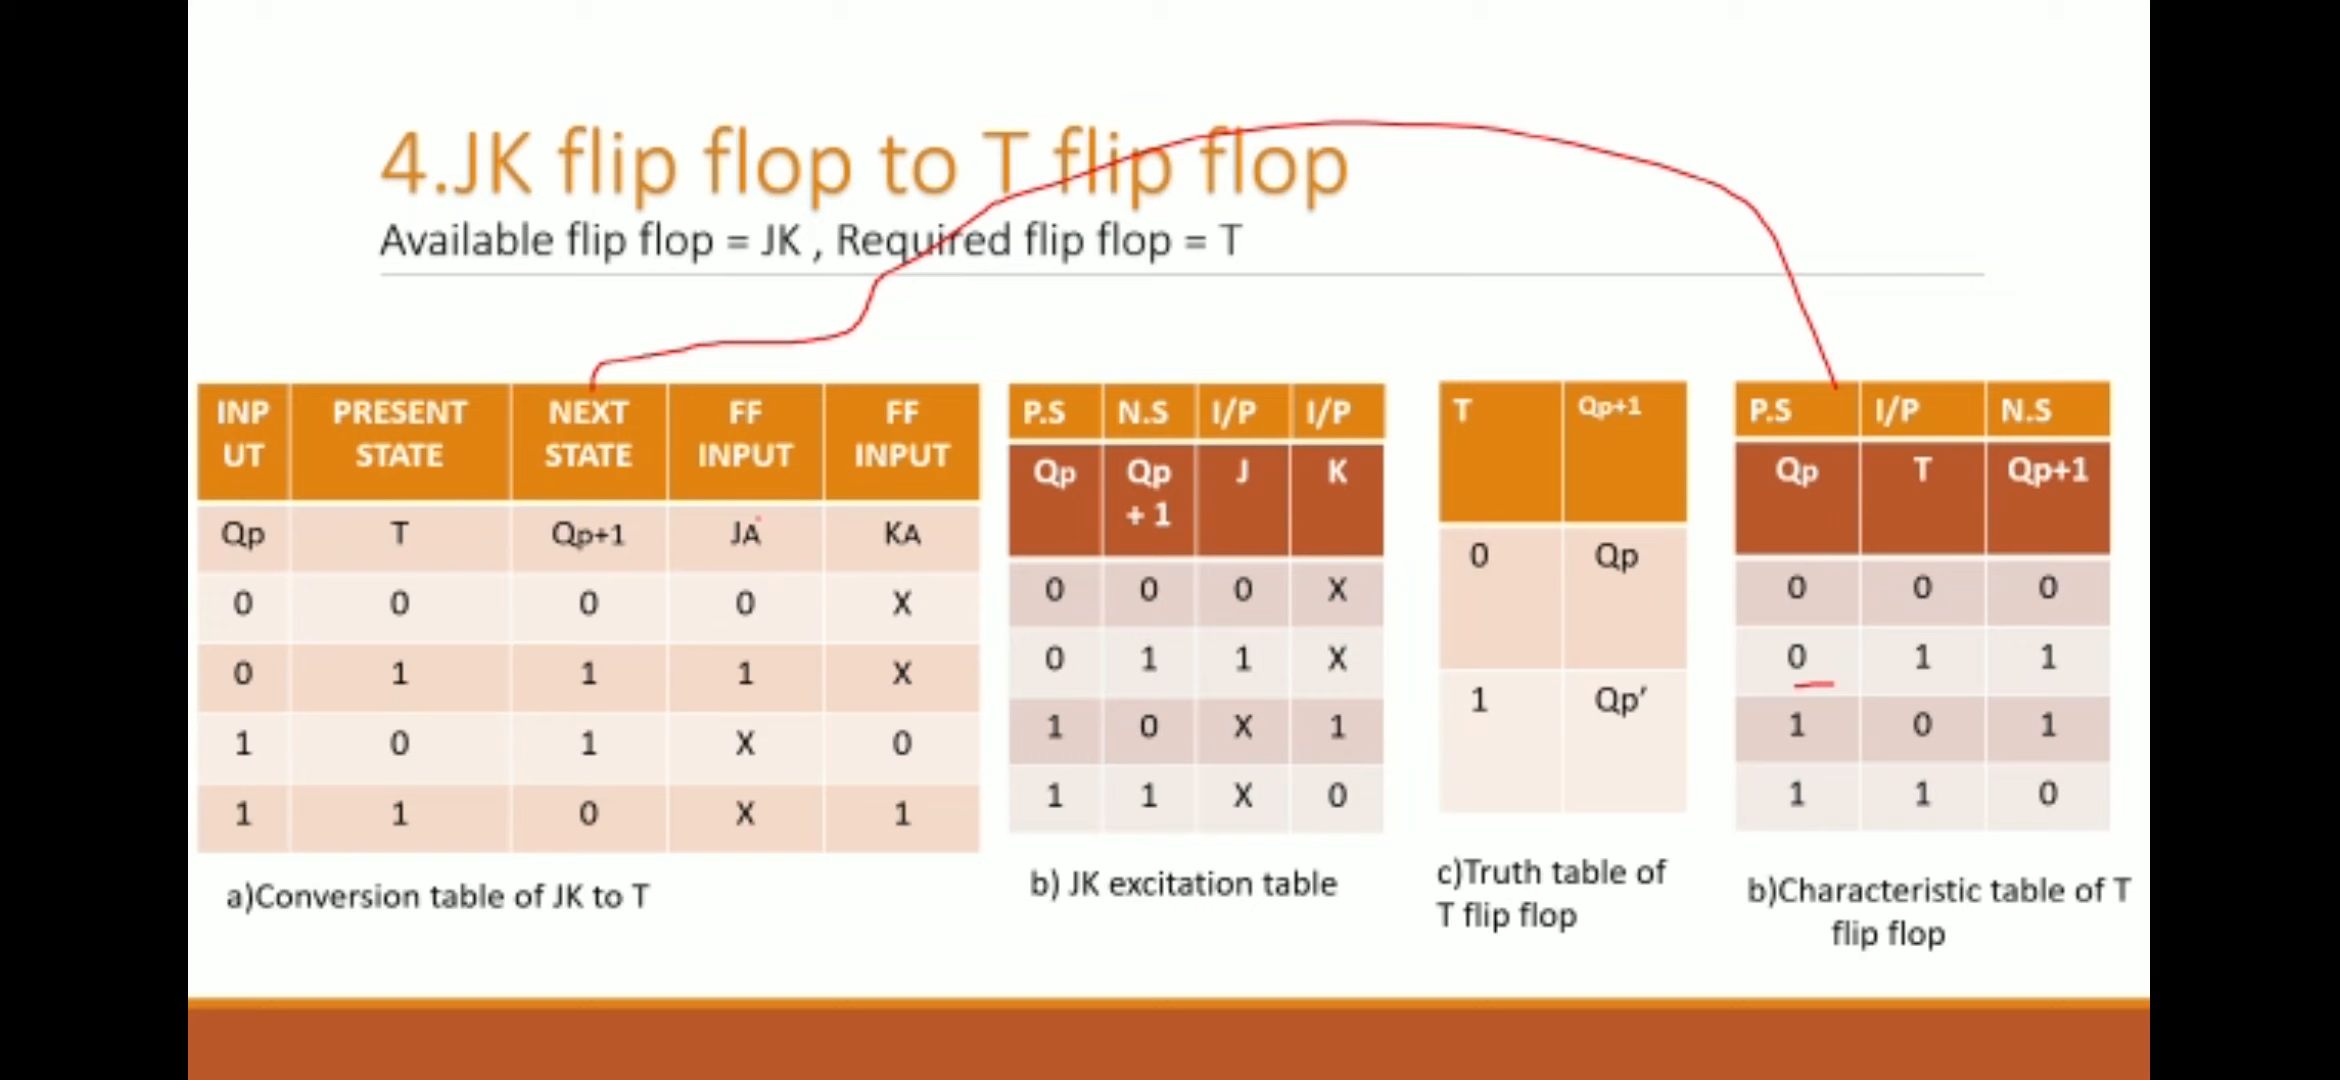 4.JK flip flop to T flip flop
Available flip flop = JK , Required flip flop = T
INP UT PRESENT STATE NEXT STATE FF INPUT FF INPUT
Qp T Qp+1 JA KA
0 0 0 0 X
0 1 1 1 X
1 0 1 X 0
1 1 0 X 1
a)Conversion table of JK to T
P.S N.S I/P I/P
Qp Qp + 1 J K
0 0 0 X
0 1 1 X
1 0 X 1
1 1 X 0
b) JK excitation table
T Qp+1
0 Qp
1 Qp’
c)Truth table of
T flip flop
P.S I/P N.S
Qp T Qp+1
0 0 0
0 1 1
1 0 1
1 1 0
b)Characteristic table of T
flip flop